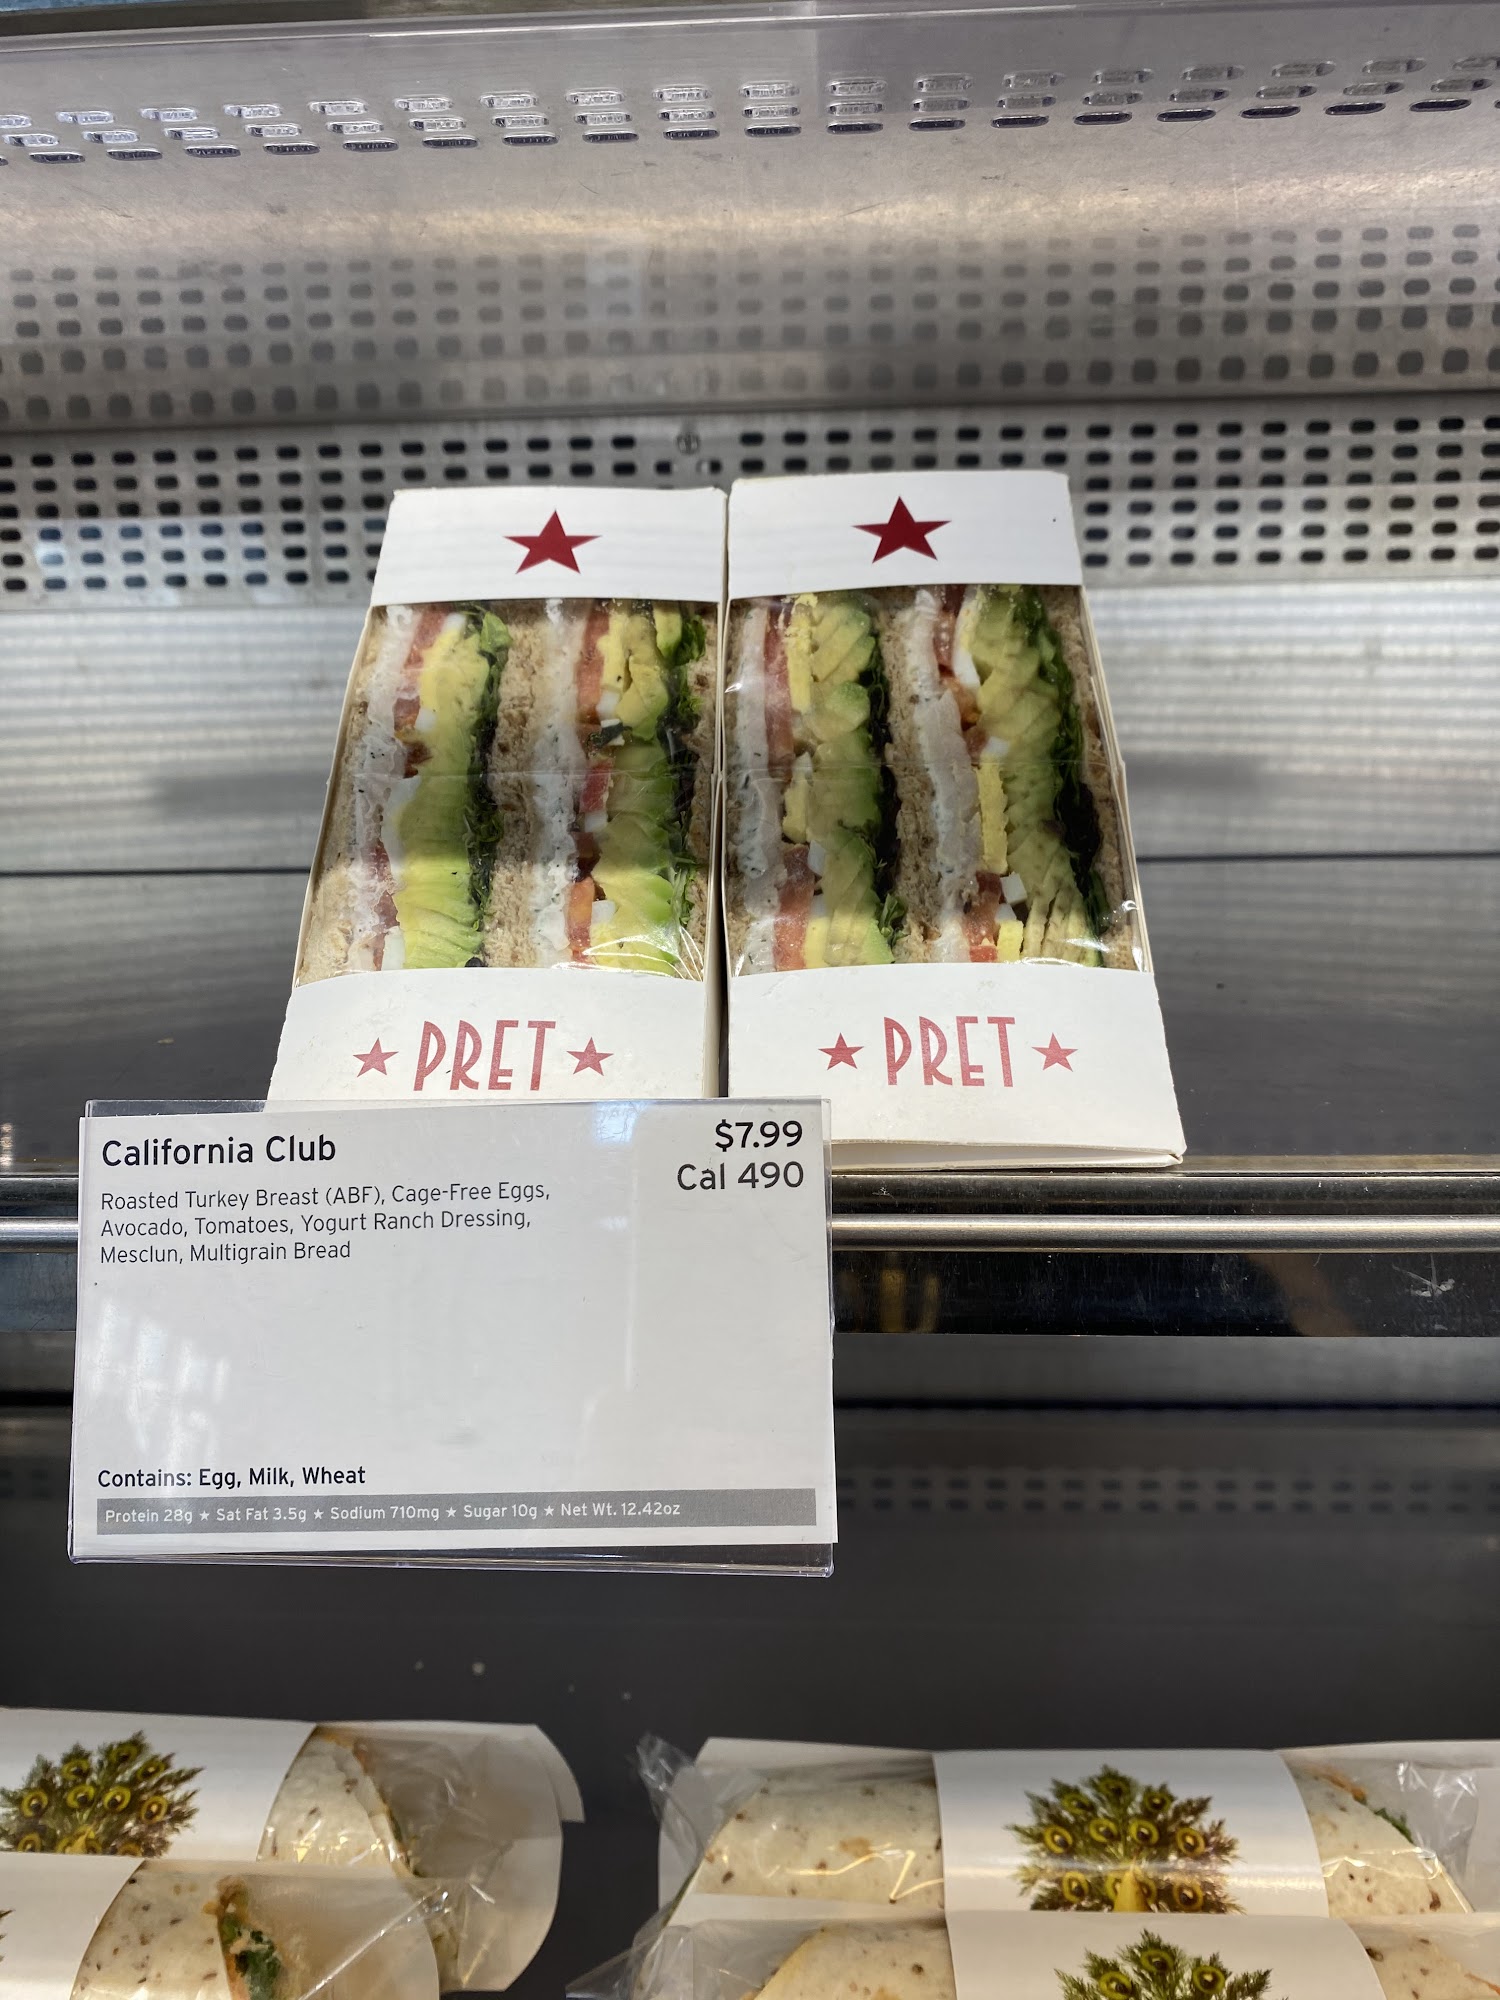 PRET
PRET
California Club
$7.99
Cal 490
Roasted Turkey Breast (ABF), Cage-Free Eggs,
Avocado, Tomatoes, Yogurt Ranch Dressing,
Mesclun, Multigrain Bread
Contains: Egg, Milk, Wheat
Protein 28g ★ Sat Fat 3.5g ★ Sodium 710mg ★ Sugar 10g ★ Net Wt. 12.42oz